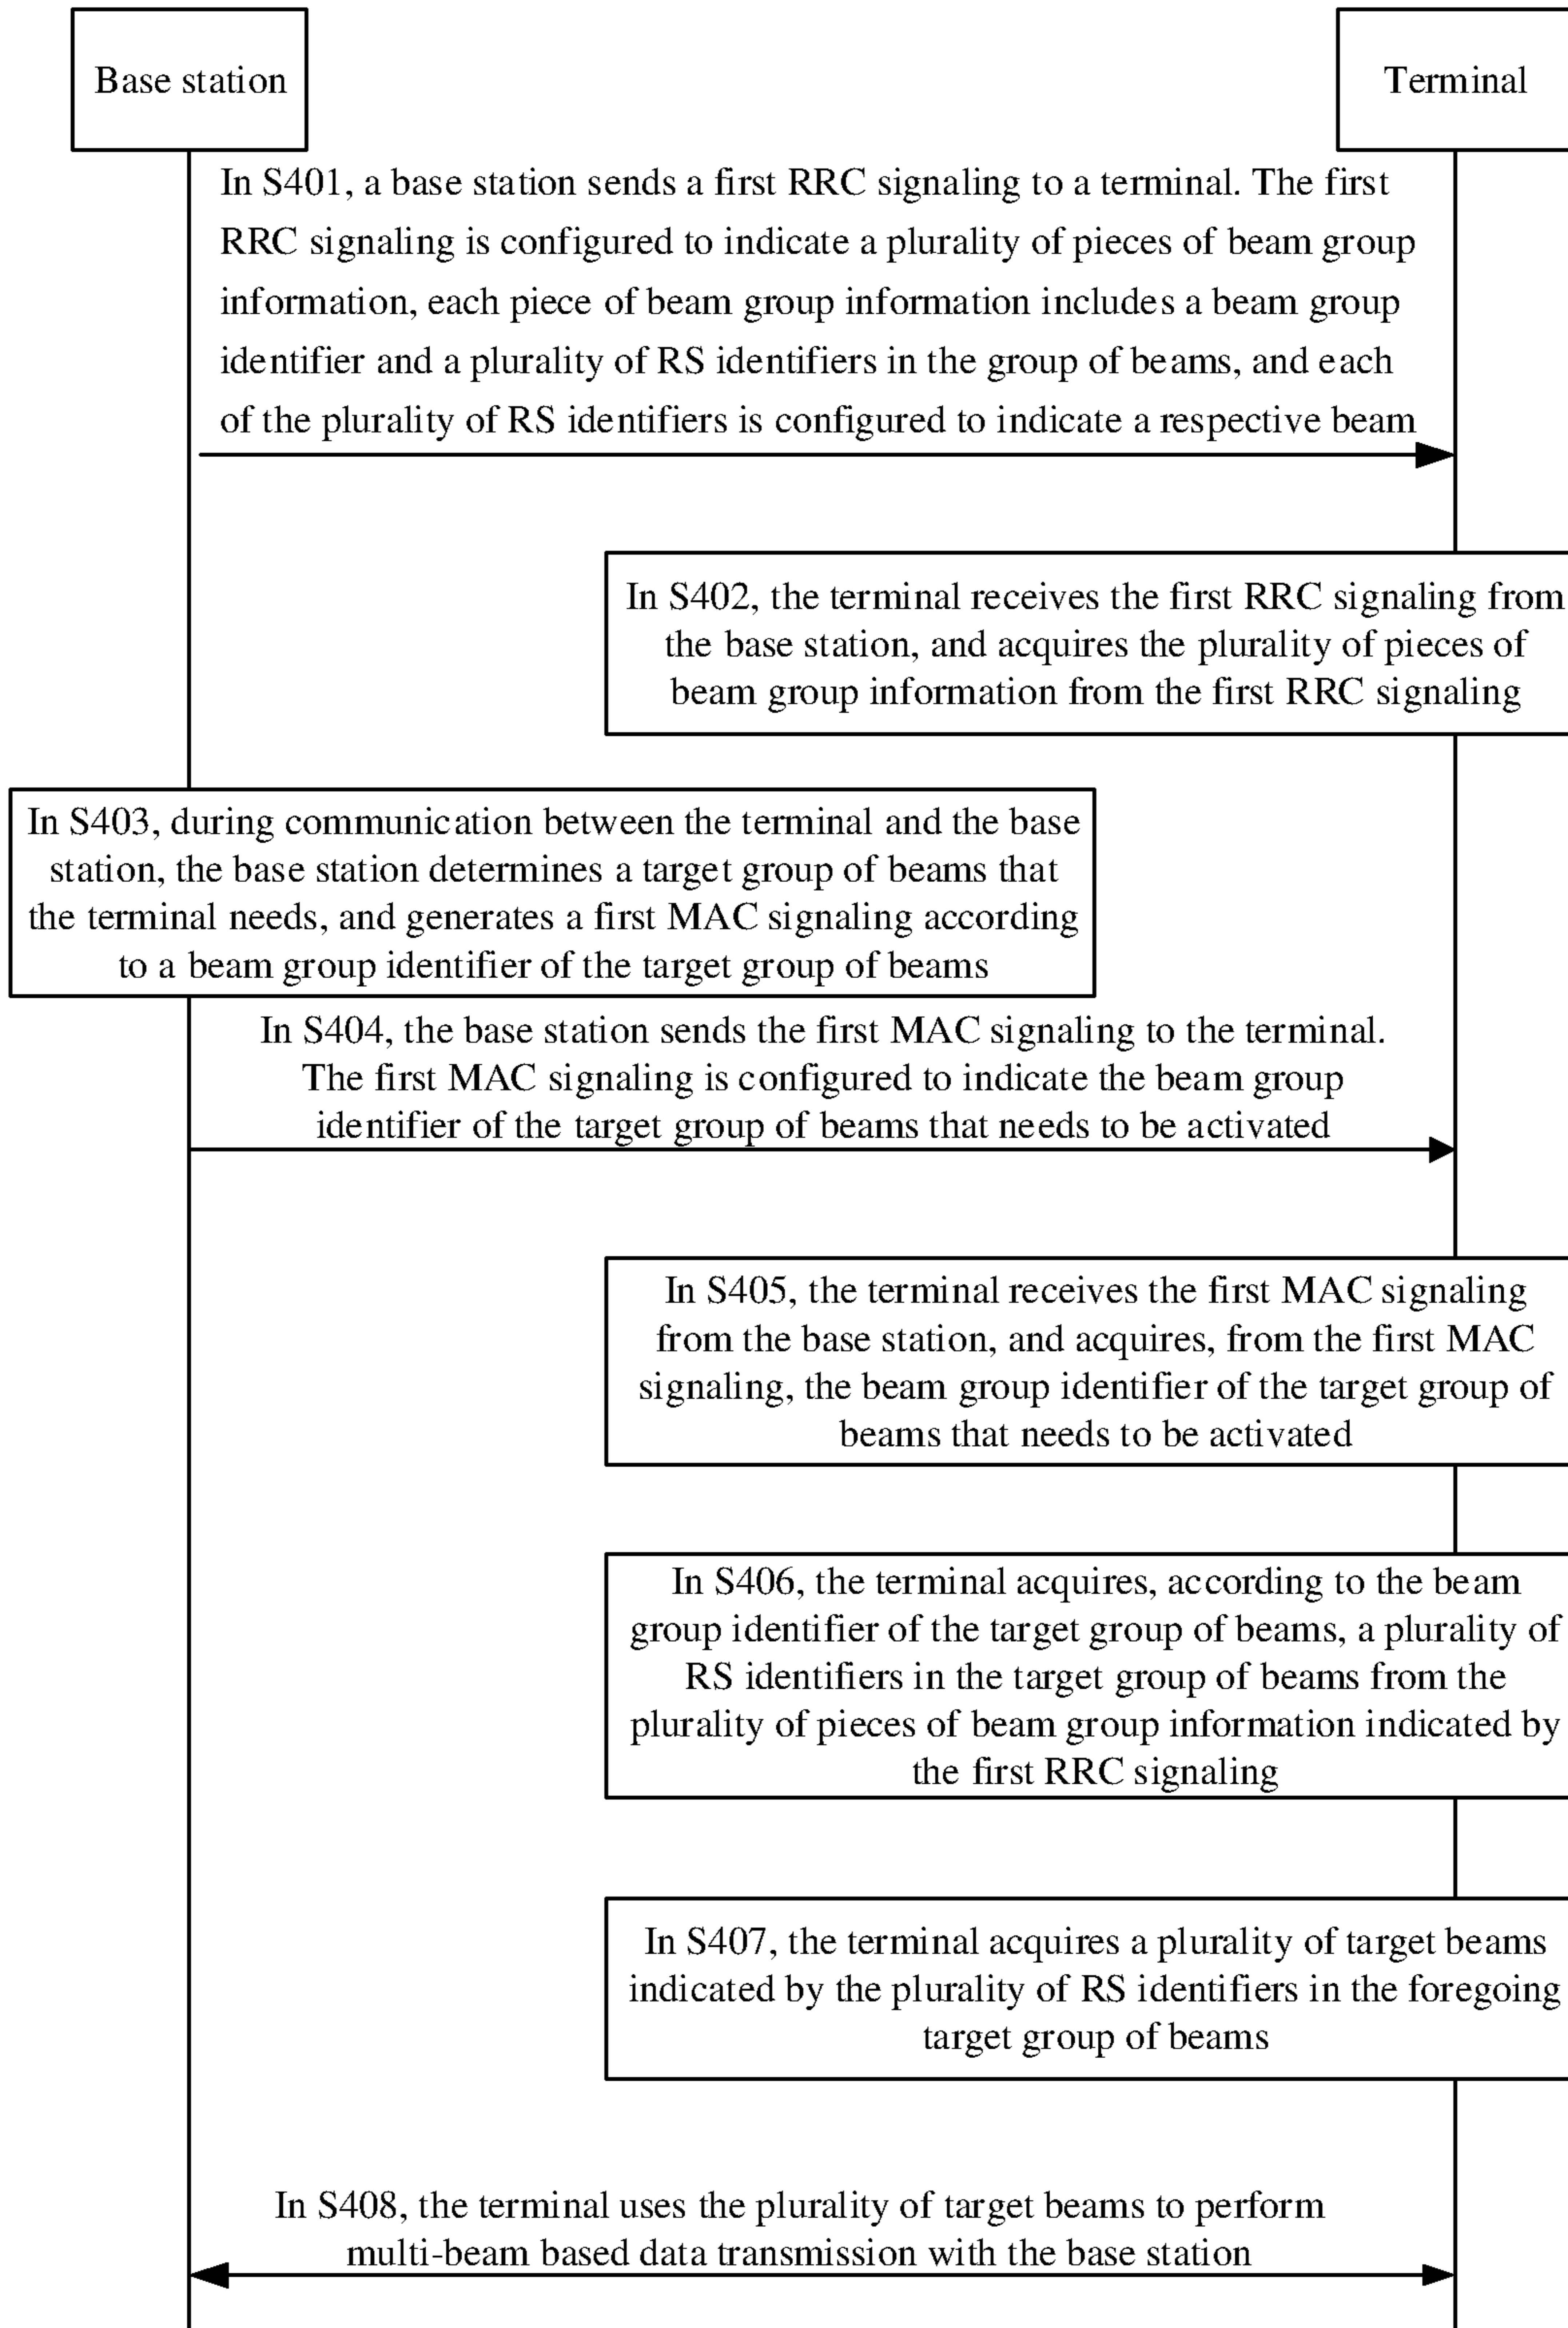 Base station
Terminal
In S401, a base station sends a first RRC signaling to a terminal. The first
RRC signaling is configured to indicate a plurality of pieces of beam group
information, each piece of beam group information includes a beam group
identifier and a plurality of RS identifiers in the group of beams, and each
of the plurality of RS identifiers is configured to indicate a respective beam
In S402, the terminal receives the first RRC signaling from
the base station, and acquires the plurality of pieces of
beam group information from the first RRC signaling
In S403, during communication between the terminal and the base
station, the base station determines a target group of beams that
the terminal needs, and generates a first MAC signaling according
to a beam group identifier of the target group of beams
In S404, the base station sends the first MAC signaling to the terminal.
The first MAC signaling is configured to indicate the beam group
identifier of the target group of beams that needs to be activated
In S405, the terminal receives the first MAC signaling
from the base station, and acquires, from the first MAC
signaling, the beam group identifier of the target group of
beams that needs to be activated
In S406, the terminal acquires, according to the beam
group identifier of the target group of beams, a plurality of
RS identifiers in the target group of beams from the
plurality of pieces of beam group information indicated by
the first RRC signaling
In S407, the terminal acquires a plurality of target beams
indicated by the plurality of RS identifiers in the foregoing
target group of beams
In S408, the terminal uses the plurality of target beams to perform
multi-beam based data transmission with the base station